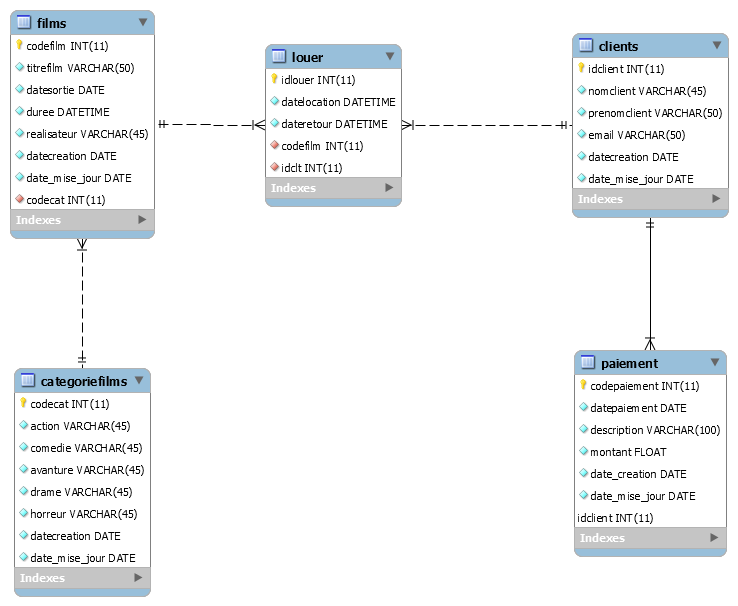 films
codefilm INT(11)
titrefilm VARCHAR(50)
datesortie DATE
duree DATETIME
realisateur VARCHAR(45)
datecreation DATE
date_mise_jour DATE
codecat INT(11)
Indexes
louer
idlouer INT(11)
datelocation DATETIME
dateretour DATETIME
codefilm INT(11)
idclt INT(11)
Indexes
clients
idclient INT(11)
nomclient VARCHAR(45)
prenomclient VARCHAR(50)
email VARCHAR(50)
datecreation DATE
date_mise_jour DATE
Indexes
categoriefilms
codecat INT(11)
action VARCHAR(45)
comedie VARCHAR(45)
avanture VARCHAR(45)
drame VARCHAR(45)
horreur VARCHAR(45)
datecreation DATE
date_mise_jour DATE
Indexes
paiement
codepaiement INT(11)
datepaiement DATE
description VARCHAR(100)
montant FLOAT
date_creation DATE
date_mise_jour DATE
idclient INT(11)
Indexes